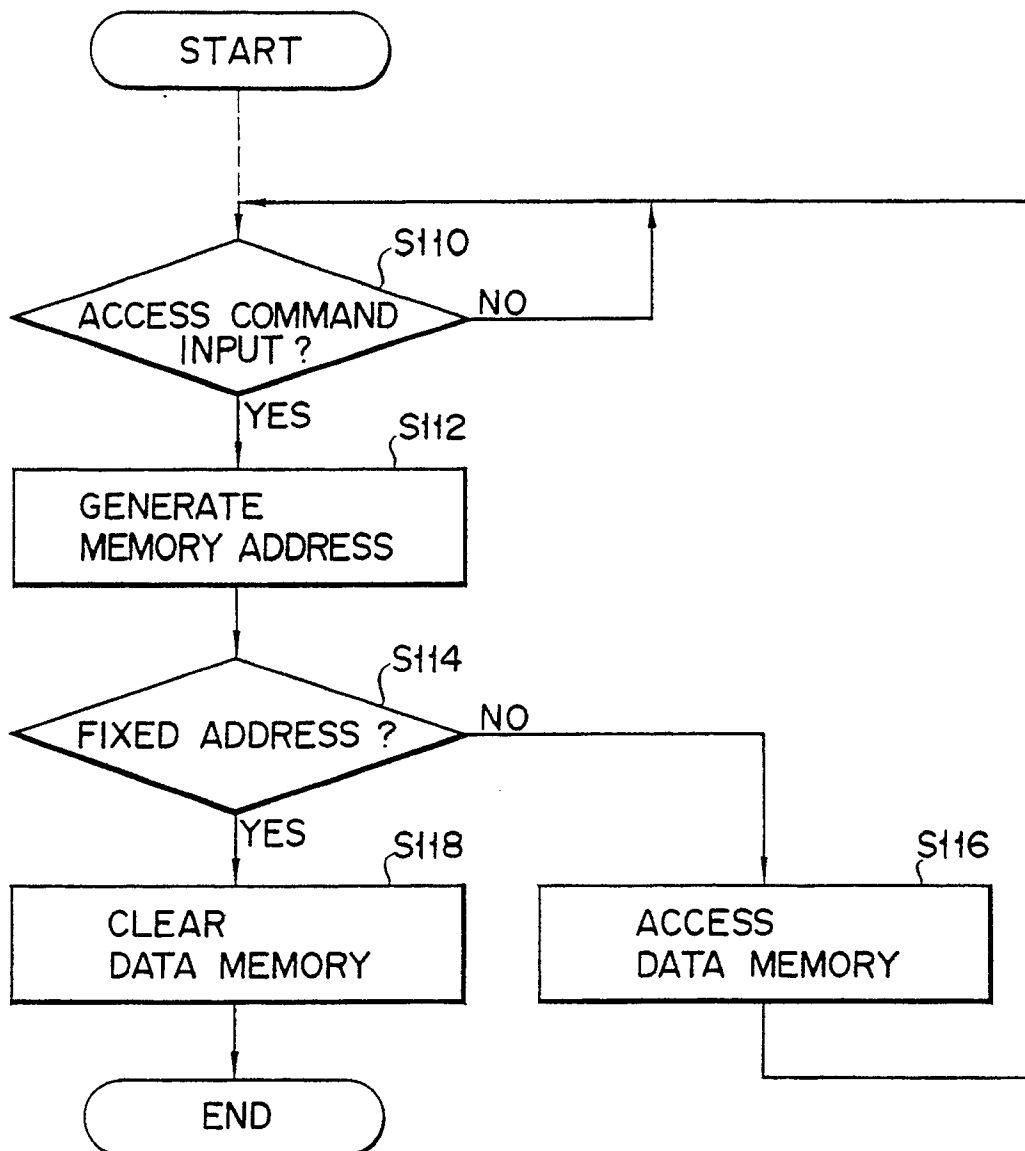 START
S110
ACCESS COMMAND
INPUT ?
NO
YES
S112
GENERATE
MEMORY ADDRESS
S114
FIXED ADDRESS ?
NO
YES
S118
CLEAR
DATA MEMORY
S116
ACCESS
DATA MEMORY
END